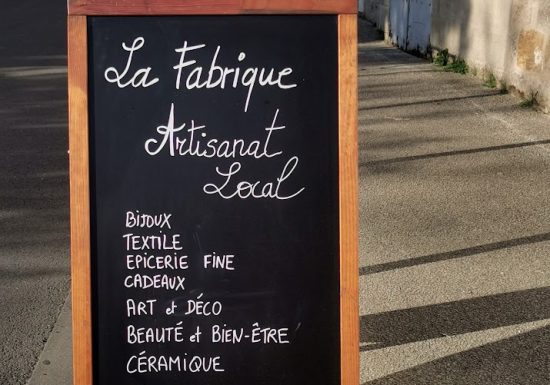 La Fabrique
Artisanat
Local
BIJOUX
TEXTILE
EPICERIE FINE
CADEAUX
ART et DÉCO
BEAUTÉ et BIEN-ÊTRE
CÉRAMIQUE